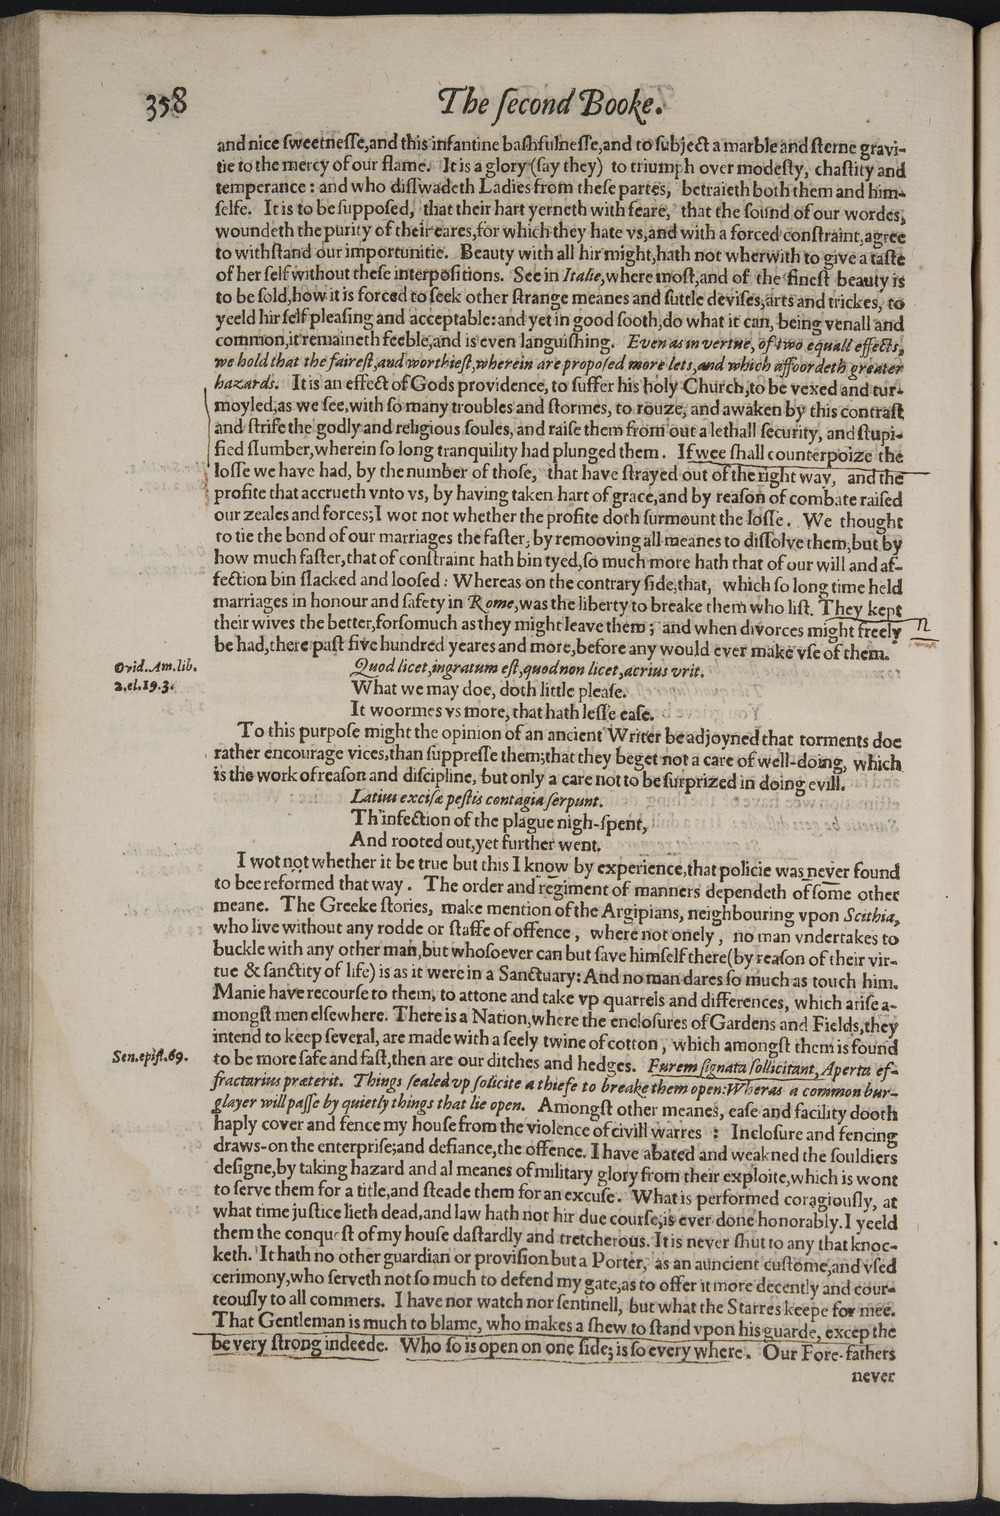 358 The ſecond Booke.
and nice ſweetneſſe,and this infantine baſhfulneſſe,and to ſubject a marble and ſterne gravi-
tie to the mercy of our flame. It is a glory (ſay they) to triumph over modeſty, chaſtity and
temperance : and who diſſwadeth Ladies from theſe partes, betraieth both them and him-
ſelfe. It is to be ſuppoſed, that their hart yerneth with feare, that the ſound of our wordes,
woundeth the purity of their eares,for which they hate vs,and with a forced conſtraint,agree
to withſtand our importunitie. Beauty with all hir might,hath not wherwith to give a taſte
of her ſelf without theſe interpoſitions. See in Italie,where moſt,and of the fineſt beauty is
to be ſold,how it is forced to ſeek other ſtrange meanes and ſuttle deviſes,arts and trickes, to
yeeld hir ſelf pleaſing and acceptable:and yet in good ſooth,do what it can, being venall and
common,it remaineth feeble,and is even languiſhing. Even as in vertue, of two equall effects,
we hold that the faireſt,aud worthieſt,wherein are propoſed more lets,and which affoordeth greater
hazards. It is an effect of Gods providence, to ſuffer his holy Church,to be vexed and tur-
moyled,as we ſee,with ſo many troubles and ſtormes, to rouze, and awaken by this contraſt
and ſtrife the godly and religious ſoules, and raiſe them from out a lethall ſecurity, and ſtupi-
fied ſlumber,wherein ſo long tranquility had plunged them. If wee ſhall counterpoize the
loſſe we have had, by the number of thoſe, that have ſtrayed out of the right way, and the
profite that accrueth vnto vs, by having taken hart of grace,and by reaſon of combate raiſed
our zeales and forces;I wot not whether the profite doth ſurmount the loſſe. We thought
to tie the bond of our marriages the faſter, by remooving all meanes to diſſolve them,but by
how much faſter,that of conſtraint hath bin tyed,ſo much more hath that of our will and af-
fection bin ſlacked and looſed : Whereas on the contrary ſide,that, which ſo long time held
marriages in honour and ſafety in Rome,was the liberty to breake them who liſt. They kept
their wives the better,forſomuch as they might leave them ; and when divorces might freely n
be had,there paſt five hundred yeares and more,before any would ever make vſe of them.
Ovid.Am.lib.
2.el.19.3.
Quod licet,ingratum eſt,quod non licet,acrius vrit.
What we may doe, doth little pleaſe.
It woormes vs more, that hath leſſe eaſe.
To this purpoſe might the opinion of an ancient Writer be adjoyned that torments doe
rather encourage vices,than ſuppreſſe them;that they beget not a care of well-doing, which
is the work of reaſon and diſcipline, but only a care not to be ſurprized in doing evill.
Latius exciſæ peſtis contagia ſerpunt.
Th'infection of the plague nigh-ſpent,
And rooted out,yet further went.
I wot not whether it be true but this I know by experience,that policie was never found
to bee reformed that way. The order and regiment of manners dependeth of ſome other
meane. The Greeke ſtories, make mention of the Argipians, neighbouring vpon Scithia,
who live without any rodde or ſtaffe of offence, where not onely, no man vndertakes to
buckle with any other man,but whoſoever can but ſave himſelf there(by reaſon of their vir-
tue & ſanctity of life) is as it were in a Sanctuary: And no man dares ſo much as touch him.
Manie have recourſe to them, to attone and take vp quarrels and differences, which ariſe a-
mongſt men elſewhere. There is a Nation,where the encloſures of Gardens and Fields,they
intend to keep ſeveral, are made with a ſeely twine of cotton, which amongſt them is found
Sen.epiſt.69.
to be more ſafe and faſt,then are our ditches and hedges. Furem ſignata ſollicitant, Aperta ef-
fractarius præterit. Things ſealed vp ſolicite a thiefe to breake them open:Wheras a common bur-
glayer will paſſe by quietly things that lie open. Amongſt other meanes, eaſe and facility dooth
haply cover and fence my houſe from the violence of civill warres : Incloſure and fencing
draws-on the enterpriſe;and defiance,the offence. I have abated and weakned the ſouldiers
deſigne,by taking hazard and al meanes of military glory from their exploite,which is wont
to ſerve them for a title,and ſteade them for an excuſe. What is performed coragiouſly, at
what time juſtice lieth dead,and law hath not hir due courſe,is ever done honorably.I yeeld
them the conqueſt of my houſe daſtardly and tretcherous. It is never ſhut to any that knoc-
keth. It hath no other guardian or proviſion but a Porter, as an auncient cuſtome,and vſed
cerimony,who ſerveth not ſo much to defend my gate,as to offer it more decently and cour-
teouſly to all commers. I have nor watch nor ſentinell, but what the Starres keepe for mee.
That Gentleman is much to blame, who makes a ſhew to ſtand vpon his guarde, excep the
be very ſtrong indeede. Who ſo is open on one ſide; is ſo every where. Our Fore-fathers
never